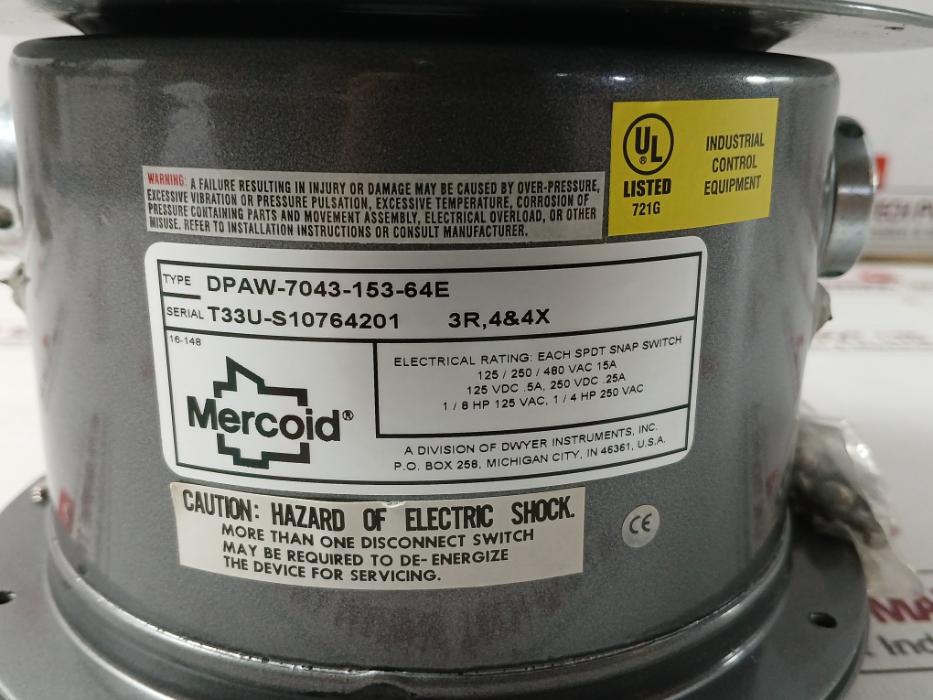 WARNING: A FAILURE RESULTING IN INJURY OR DAMAGE MAY BE CAUSED BY OVER-PRESSURE,
EXCESSIVE VIBRATION OR PRESSURE PULSATION, EXCESSIVE TEMPERATURE, CORROSION OF
PRESSURE CONTAINING PARTS AND MOVEMENT ASSEMBLY, ELECTRICAL OVERLOAD, OR OTHER
MISUSE. REFER TO INSTALLATION INSTRUCTIONS OR CONSULT MANUFACTURER.
UL ®
LISTED
721G
INDUSTRIAL
CONTROL
EQUIPMENT
TYPE DPAW-7043-153-64E
SERIAL T33U-S10764201 3R,4&4X
16-148
Mercoid®
ELECTRICAL RATING: EACH SPDT SNAP SWITCH
125 / 250 / 480 VAC 15A
125 VDC .5A, 250 VDC .25A
1 / 8 HP 125 VAC, 1 / 4 HP 250 VAC
A DIVISION OF DWYER INSTRUMENTS, INC.
P.O. BOX 258, MICHIGAN CITY, IN 46361, U.S.A.
CAUTION: HAZARD OF ELECTRIC SHOCK.
MORE THAN ONE DISCONNECT SWITCH
MAY BE REQUIRED TO DE-ENERGIZE
THE DEVICE FOR SERVICING.
CE